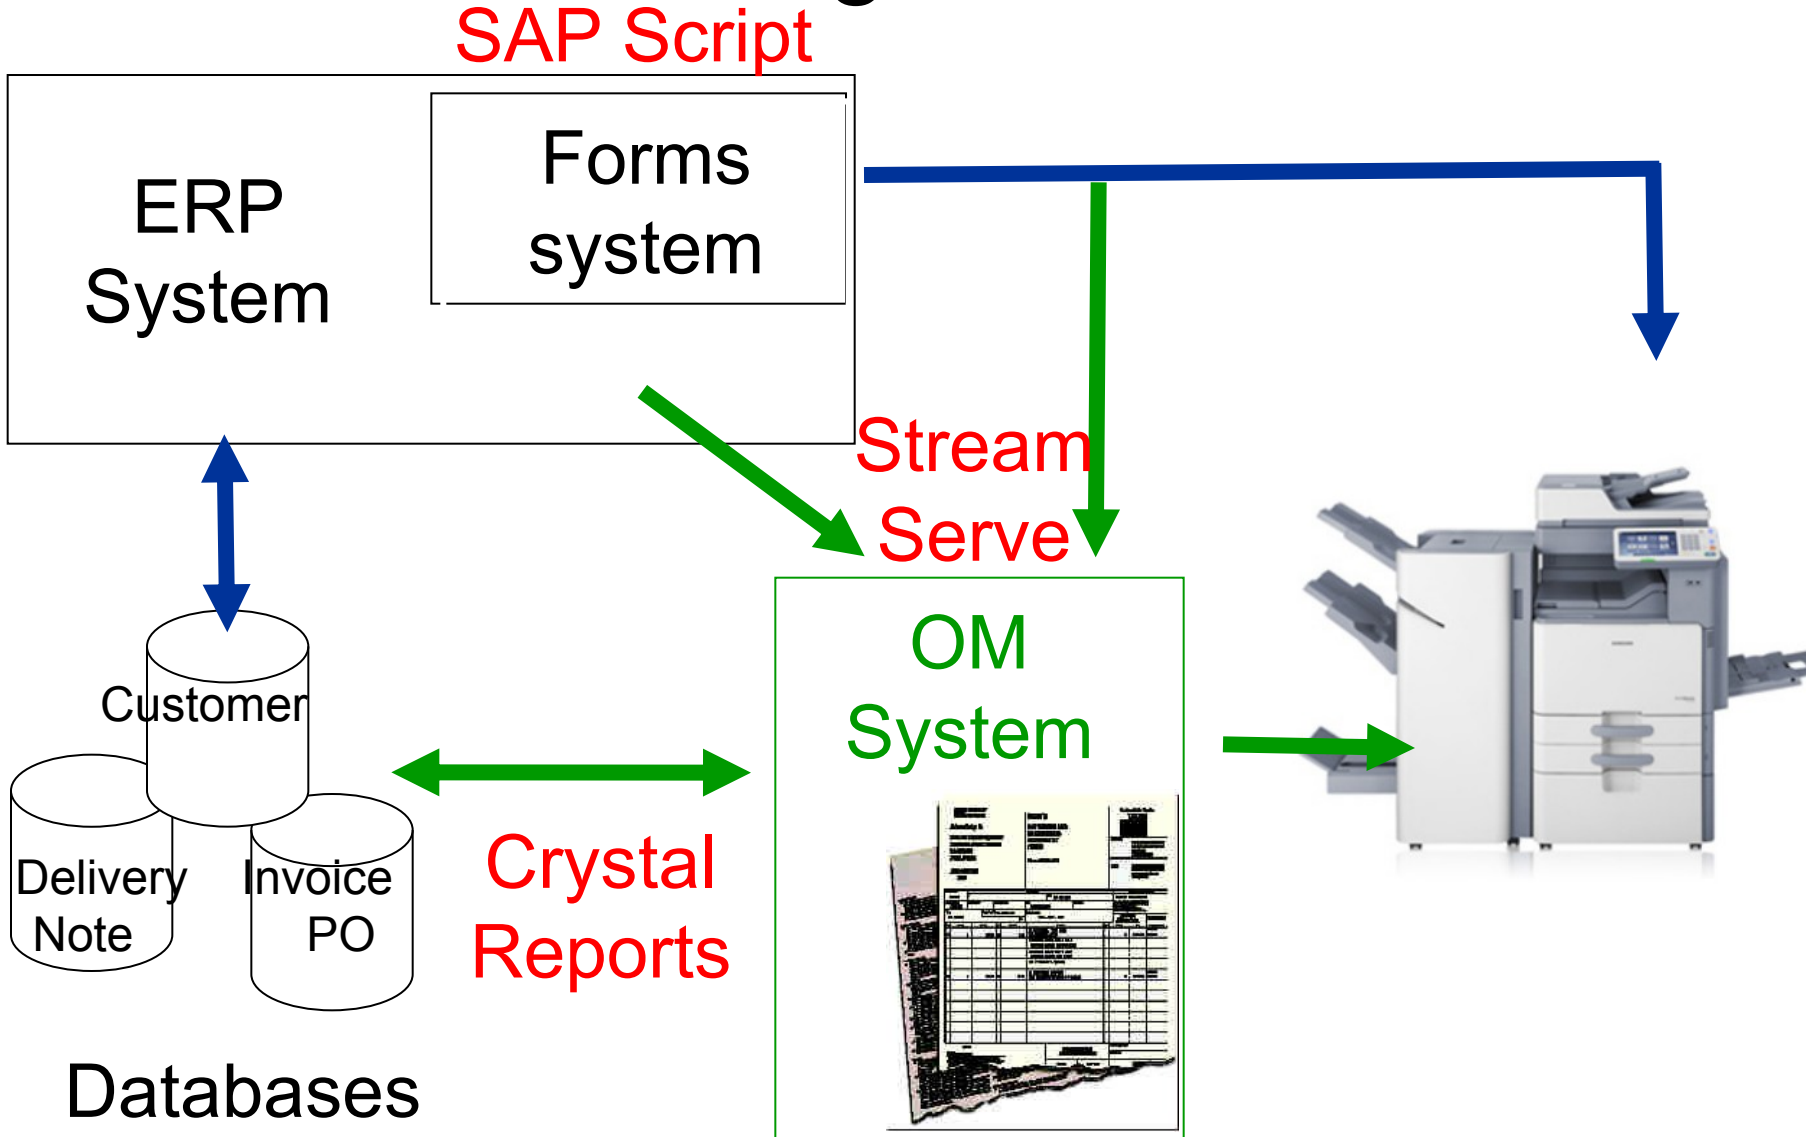 SAP Script
Forms
system
ERP
System
Stream
Serve
OM
System
Customer
Delivery
Note
Invoice
PO
Crystal
Reports
Databases